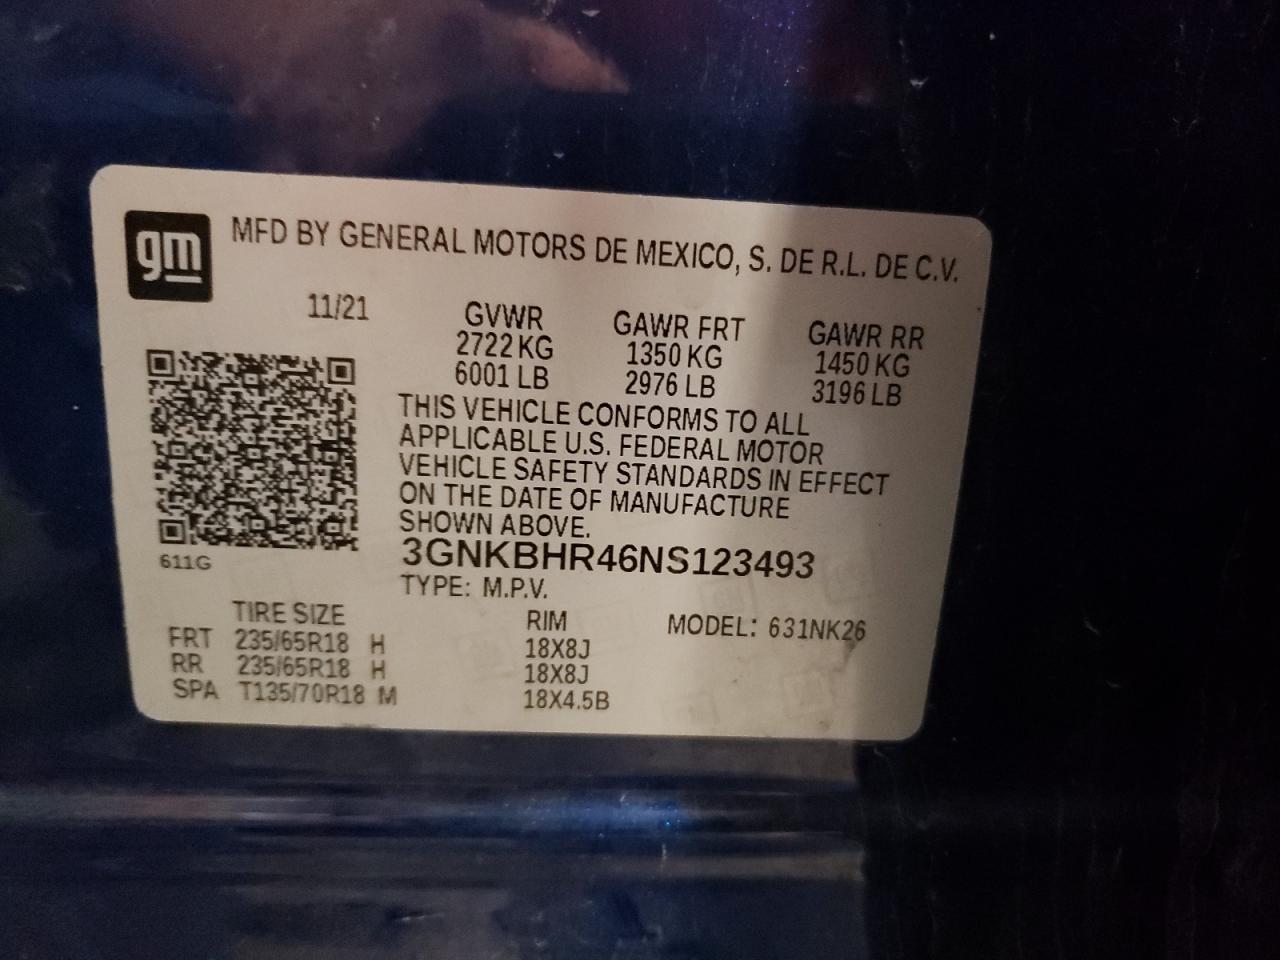 gm
MFD BY GENERAL MOTORS DE MEXICO, S. DE R.L. DE C.V.
11/21 GVWR GAWR FRT GAWR RR
2722 KG 1350 KG 1450 KG
6001 LB 2976 LB 3196 LB
THIS VEHICLE CONFORMS TO ALL
APPLICABLE U.S. FEDERAL MOTOR
VEHICLE SAFETY STANDARDS IN EFFECT
ON THE DATE OF MANUFACTURE
SHOWN ABOVE.
3GNKBHR46NS123493
611G
TYPE: M.P.V.
TIRE SIZE RIM MODEL: 631NK26
FRT 235/65R18 H 18X8J
RR 235/65R18 H 18X8J
SPA T135/70R18 M 18X4.5B